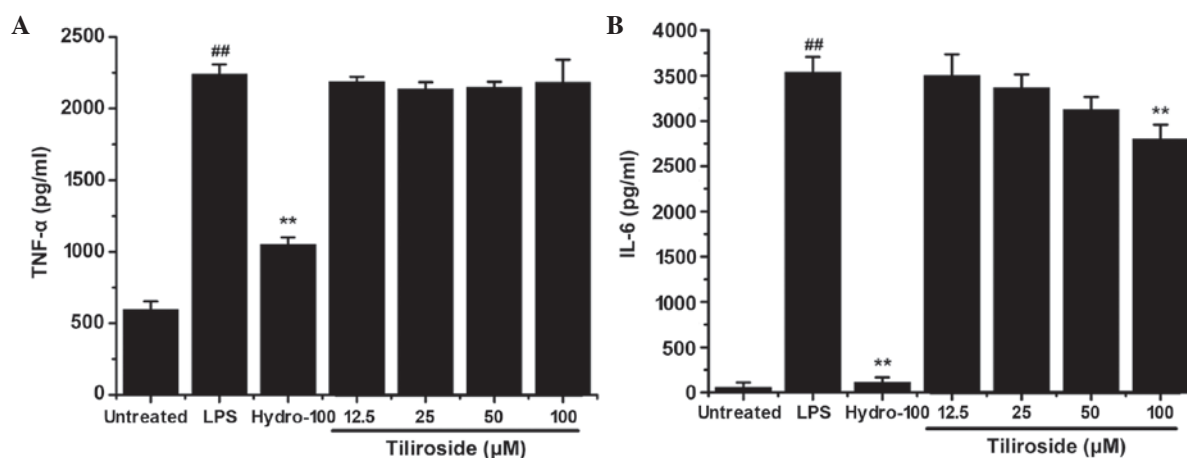 A
TNF-α (pg/ml)
2500
2000
1500
1000
500
0
##
**
Untreated LPS Hydro-100 12.5 25 50 100
Tiliroside (µM)
B
IL-6 (pg/ml)
4000
3500
3000
2500
2000
1500
1000
500
0
##
**
**
Untreated LPS Hydro-100 12.5 25 50 100
Tiliroside (µM)